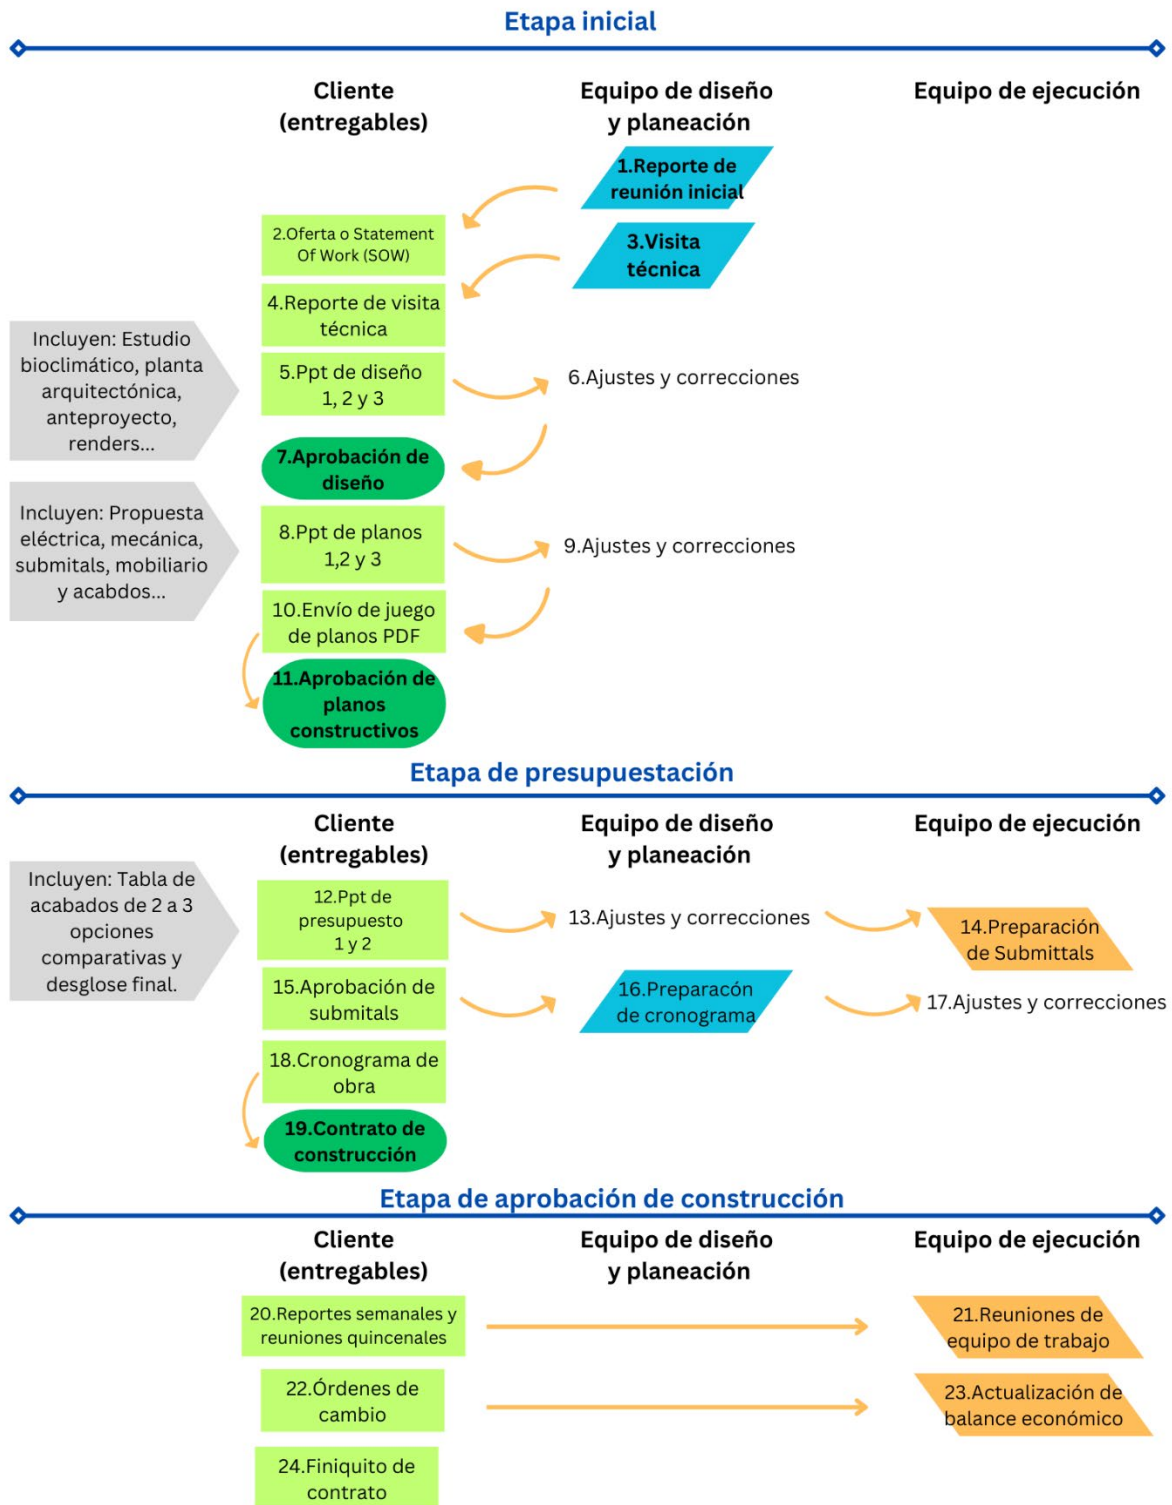 Etapa inicial
Cliente
(entregables)
Equipo de diseño
y planeación
Equipo de ejecución
1.Reporte de
reunión inicial
2.Oferta o Statement
Of Work (SOW)
3.Visita
técnica
4.Reporte de visita
técnica
Incluyen: Estudio
bioclimático, planta
arquitectónica,
anteproyecto,
renders...
5.Ppt de diseño
1, 2 y 3
6.Ajustes y correcciones
7.Aprobación de
diseño
Incluyen: Propuesta
eléctrica, mecánica,
submitals, mobiliario
y acabdos...
8.Ppt de planos
1,2 y 3
9.Ajustes y correcciones
10.Envío de juego
de planos PDF
11.Aprobación de
planos
constructivos
Etapa de presupuestación
Cliente
(entregables)
Equipo de diseño
y planeación
Equipo de ejecución
Incluyen: Tabla de
acabados de 2 a 3
opciones
comparativas y
desglose final.
12.Ppt de
presupuesto
1 y 2
13.Ajustes y correcciones
14.Preparación
de Submittals
15.Aprobación de
submitals
16.Preparacón
de cronograma
17.Ajustes y correcciones
18.Cronograma de
obra
19.Contrato de
construcción
Etapa de aprobación de construcción
Cliente
(entregables)
Equipo de diseño
y planeación
Equipo de ejecución
20.Reportes semanales y
reuniones quincenales
21.Reuniones de
equipo de trabajo
22.Órdenes de
cambio
23.Actualización de
balance económico
24.Finiquito de
contrato